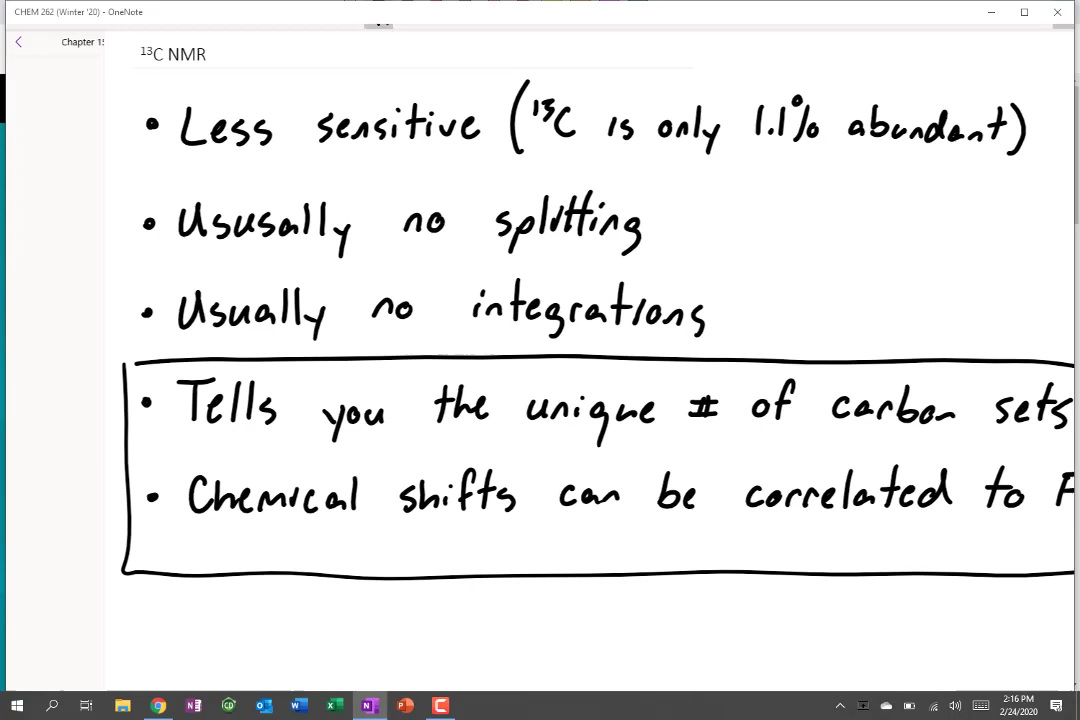 CHEM 262 (Winter '20) - OneNote
Chapter 15
¹³C NMR
• Less sensitive (¹³C is only 1.1% abundant)
• Ususally no splitting
• Usually no integrations
• Tells you the unique # of carbon sets
• Chemical shifts can be correlated to F
2:16 PM
2/24/2020